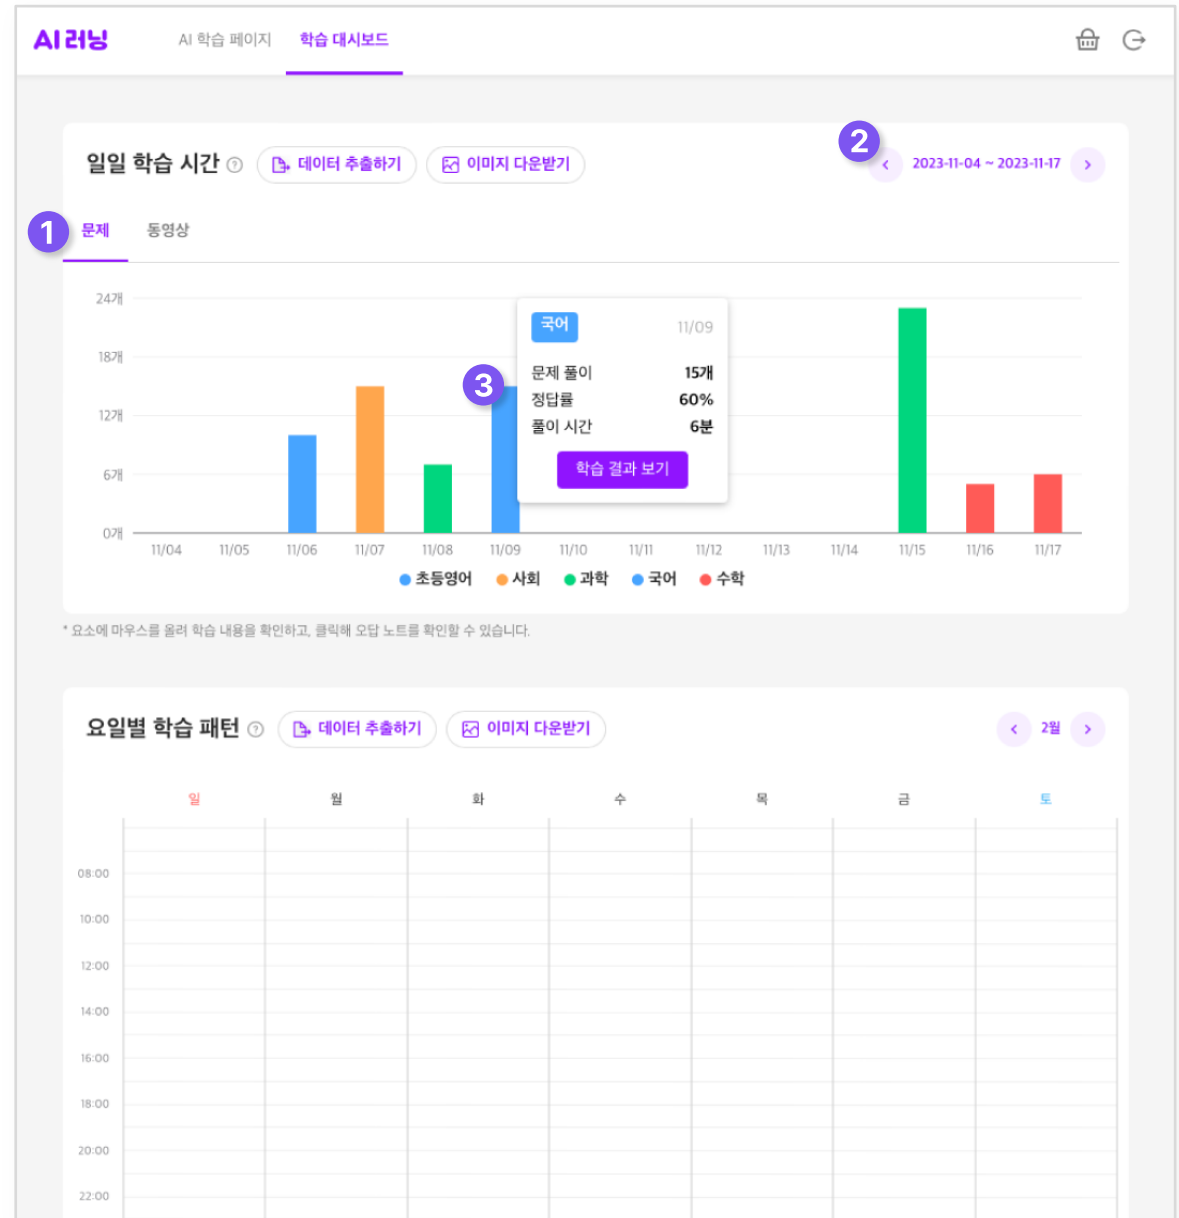 AI 러닝
AI 학습 페이지
학습 대시보드
일일 학습 시간 ?
데이터 추출하기
이미지 다운받기
2
< 2023-11-04 ~ 2023-11-17 >
1
문제
동영상
24개
18개
12개
6개
0개
3
국어
11/09
문제 풀이 15개
정답률 60%
풀이 시간 6분
학습 결과 보기
11/04 11/05 11/06 11/07 11/08 11/09 11/10 11/11 11/12 11/13 11/14 11/15 11/16 11/17
초등영어 사회 과학 국어 수학
* 요소에 마우스를 올려 학습 내용을 확인하고, 클릭해 오답 노트를 확인할 수 있습니다.
요일별 학습 패턴 ?
데이터 추출하기
이미지 다운받기
< 2월 >
일 월 화 수 목 금 토
08:00
10:00
12:00
14:00
16:00
18:00
20:00
22:00